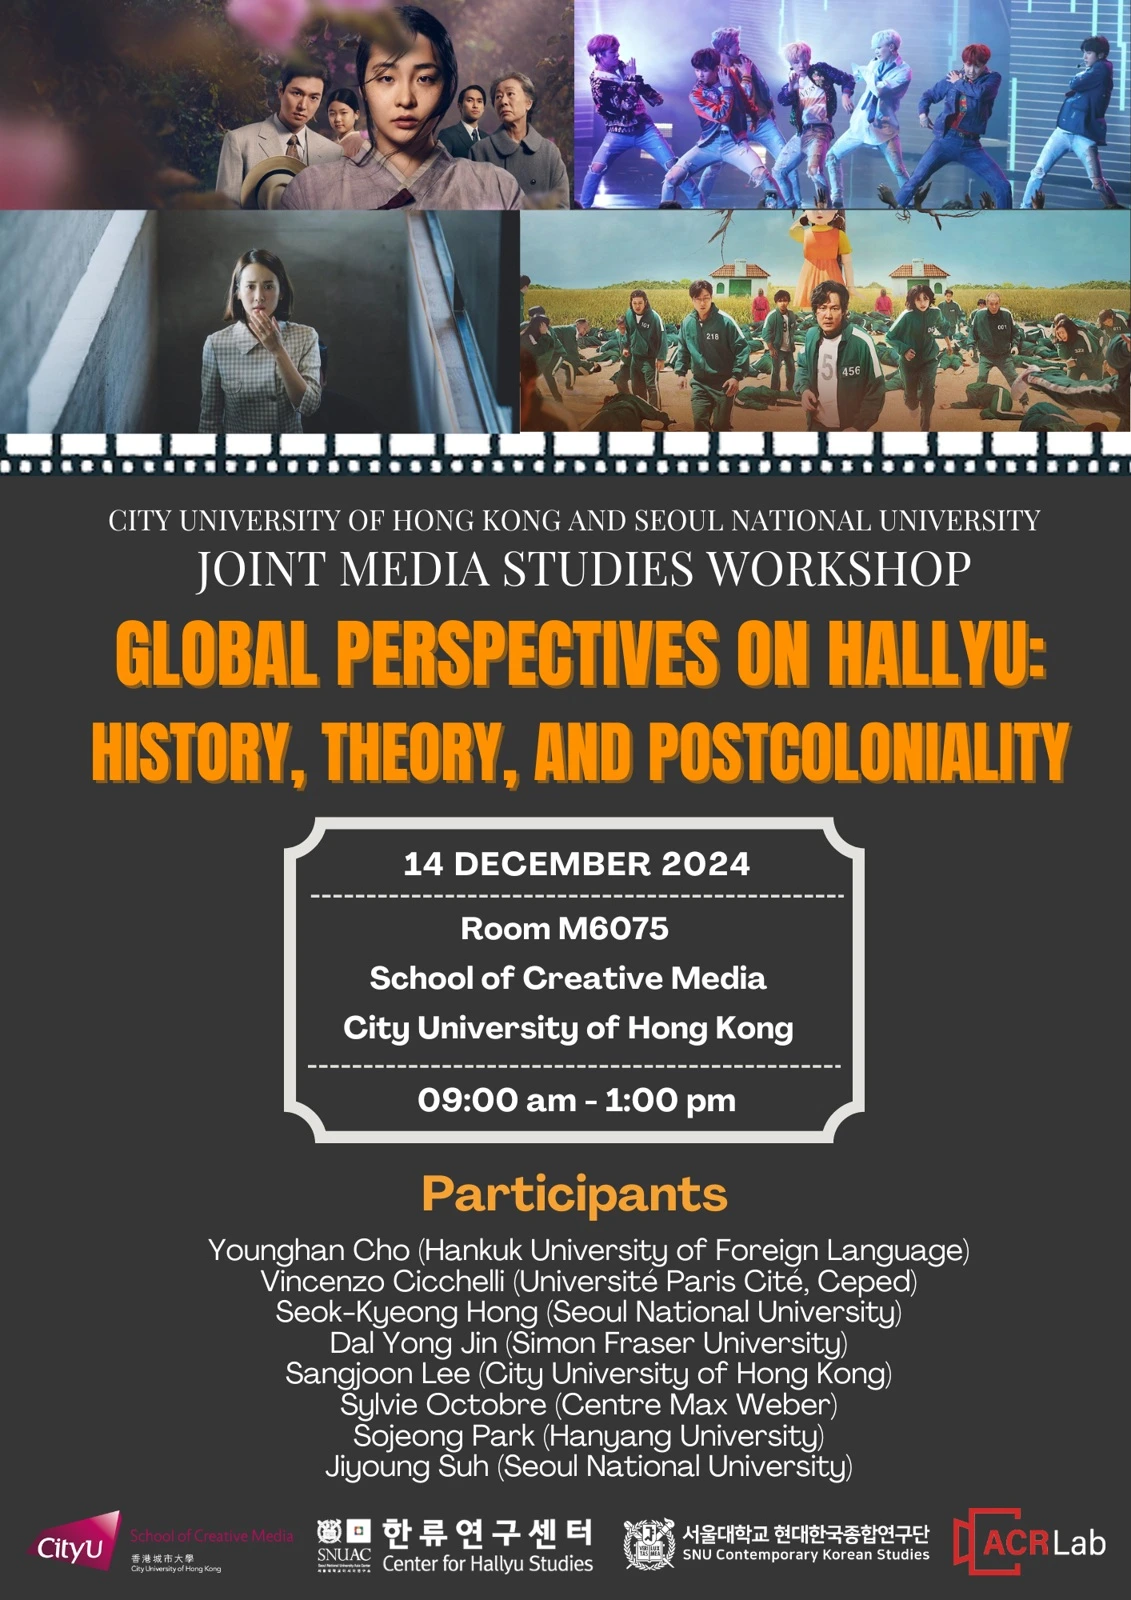 218
5
456
001
CITY UNIVERSITY OF HONG KONG AND SEOUL NATIONAL UNIVERSITY
JOINT MEDIA STUDIES WORKSHOP
GLOBAL PERSPECTIVES ON HALLYU:
HISTORY, THEORY, AND POSTCOLONIALITY
14 DECEMBER 2024
Room M6075
School of Creative Media
City University of Hong Kong
09:00 am - 1:00 pm
Participants
Younghan Cho (Hankuk University of Foreign Language)
Vincenzo Cicchelli (Université Paris Cité, Ceped)
Seok-Kyeong Hong (Seoul National University)
Dal Yong Jin (Simon Fraser University)
Sangjoon Lee (City University of Hong Kong)
Sylvie Octobre (Centre Max Weber)
Sojeong Park (Hanyang University)
Jiyoung Suh (Seoul National University)
CityU
School of Creative Media
香港城市大學
City University of Hong Kong
SNUAC
한류연구센터
Center for Hallyu Studies
서울대학교 현대한국종합연구단
SNU Contemporary Korean Studies
ACRLab